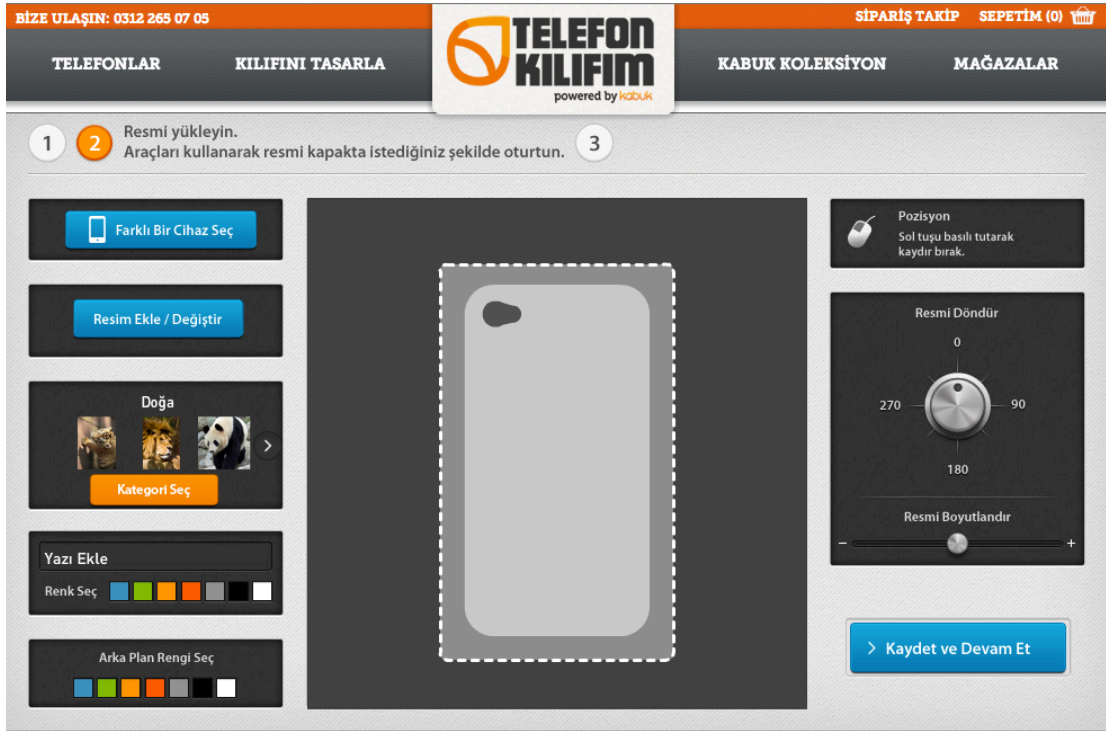 BİZE ULAŞIN: 0312 265 07 05
SİPARİŞ TAKİP
SEPETİM (0)
TELEFONLAR
KILIFINI TASARLA
TELEFON
KILIFIM
powered by kabuk
KABUK KOLEKSİYON
MAĞAZALAR
1
2
Resmi yükleyin.
Araçları kullanarak resmi kapakta istediğiniz şekilde oturtun.
3
Farklı Bir Cihaz Seç
Resim Ekle / Değiştir
Doğa
Kategori Seç
Yazı Ekle
Renk Seç
Arka Plan Rengi Seç
Pozisyon
Sol tuşu basılı tutarak
kaydır bırak.
Resmi Döndür
0
270
90
180
Resmi Boyutlandır
- +
> Kaydet ve Devam Et